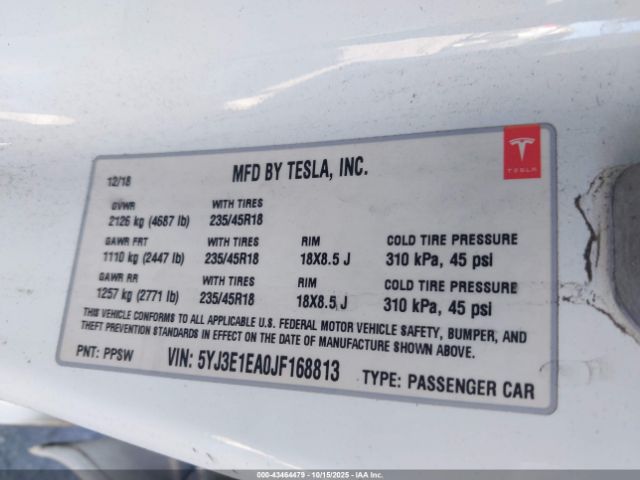 12/18
MFD BY TESLA, INC.
TESLA
GVWR WITH TIRES
2126 kg (4687 lb) 235/45R18
GAWR FRT WITH TIRES RIM COLD TIRE PRESSURE
1110 kg (2447 lb) 235/45R18 18X8.5 J 310 kPa, 45 psi
GAWR RR WITH TIRES RIM COLD TIRE PRESSURE
1257 kg (2771 lb) 235/45R18 18X8.5 J 310 kPa, 45 psi
THIS VEHICLE CONFORMS TO ALL APPLICABLE U.S. FEDERAL MOTOR VEHICLE SAFETY, BUMPER, AND
THEFT PREVENTION STANDARDS IN EFFECT ON THE DATE OF MANUFACTURE SHOWN ABOVE.
PNT: PPSW VIN: 5YJ3E1EA0JF168813 TYPE: PASSENGER CAR
000-43464479 - 10/15/2025 - IAA Inc.